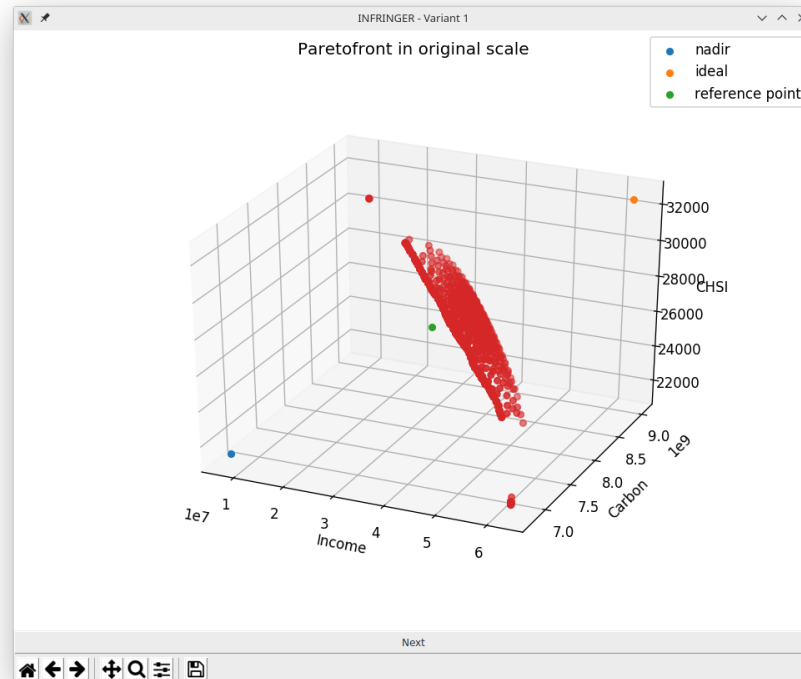 INFRINGER - Variant 1
Paretofront in original scale
nadir
ideal
reference point
32000
30000
28000
CHSI
26000
24000
22000
9.0
8.5
1e9
8.0
7.5
Carbon
7.0
1e7
1
2
3
4
5
6
Income
Next